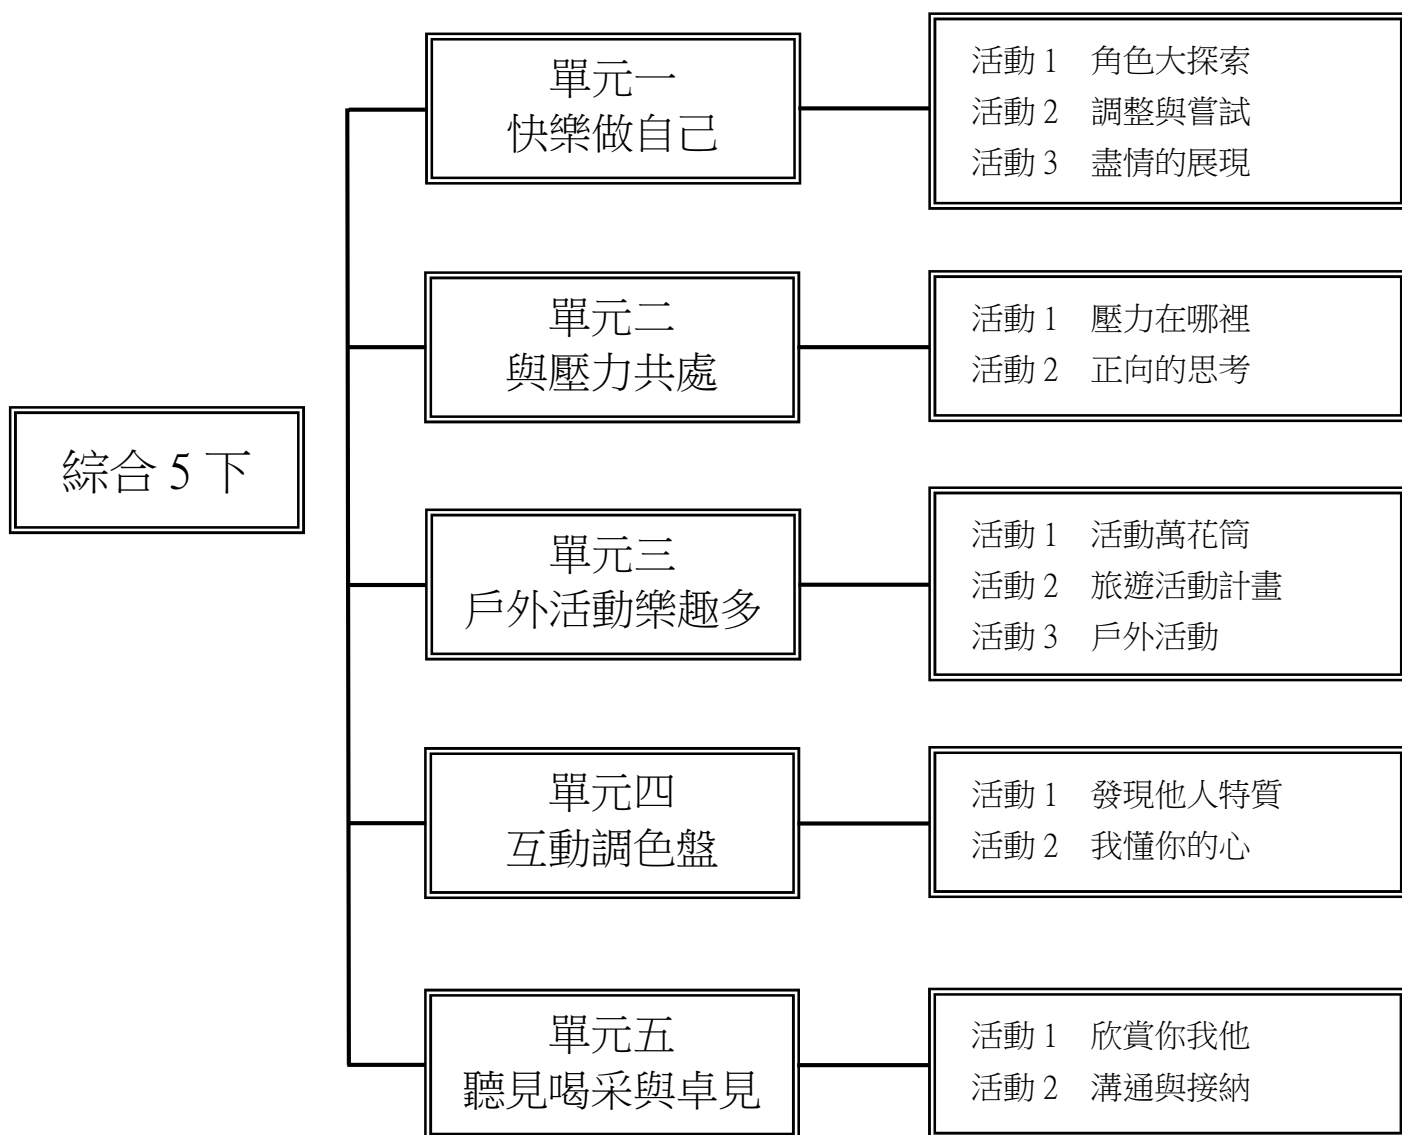 綜合 5 下
單元一
快樂做自己
活動 1　角色大探索
活動 2　調整與嘗試
活動 3　盡情的展現
單元二
與壓力共處
活動 1　壓力在哪裡
活動 2　正向的思考
單元三
戶外活動樂趣多
活動 1　活動萬花筒
活動 2　旅遊活動計畫
活動 3　戶外活動
單元四
互動調色盤
活動 1　發現他人特質
活動 2　我懂你的心
單元五
聽見喝采與卓見
活動 1　欣賞你我他
活動 2　溝通與接納